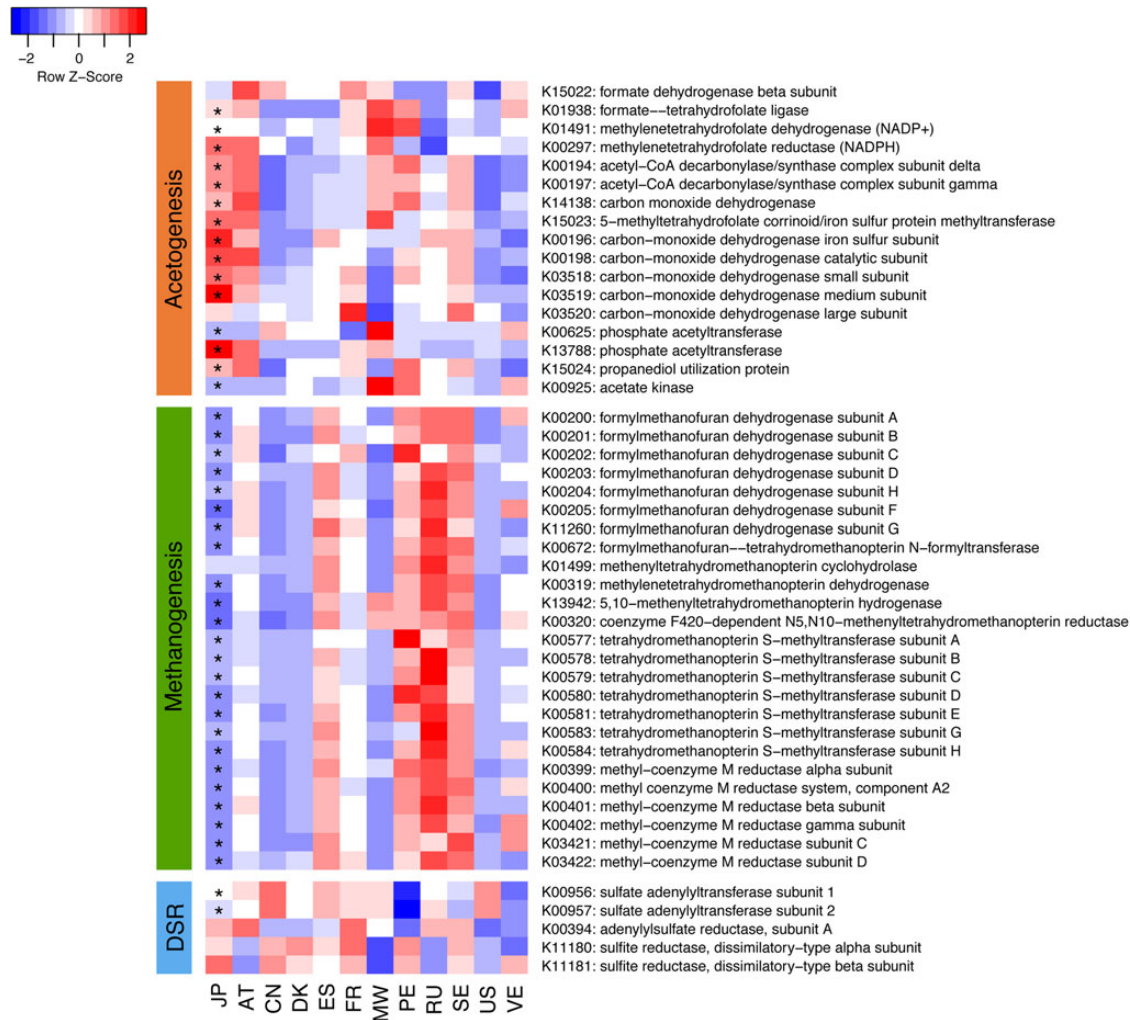 −2 0 2
Row Z−Score
Acetogenesis
* K15022: formate dehydrogenase beta subunit
* K01938: formate−−tetrahydrofolate ligase
* K01491: methylenetetrahydrofolate dehydrogenase (NADP+)
* K00297: methylenetetrahydrofolate reductase (NADPH)
* K00194: acetyl−CoA decarbonylase/synthase complex subunit delta
* K00197: acetyl−CoA decarbonylase/synthase complex subunit gamma
* K14138: carbon monoxide dehydrogenase
* K15023: 5−methyltetrahydrofolate corrinoid/iron sulfur protein methyltransferase
* K00196: carbon−monoxide dehydrogenase iron sulfur subunit
* K00198: carbon−monoxide dehydrogenase catalytic subunit
* K03518: carbon−monoxide dehydrogenase small subunit
* K03519: carbon−monoxide dehydrogenase medium subunit
K03520: carbon−monoxide dehydrogenase large subunit
* K00625: phosphate acetyltransferase
* K13788: phosphate acetyltransferase
* K15024: propanediol utilization protein
* K00925: acetate kinase
Methanogenesis
* K00200: formylmethanofuran dehydrogenase subunit A
* K00201: formylmethanofuran dehydrogenase subunit B
* K00202: formylmethanofuran dehydrogenase subunit C
* K00203: formylmethanofuran dehydrogenase subunit D
* K00204: formylmethanofuran dehydrogenase subunit H
* K00205: formylmethanofuran dehydrogenase subunit F
* K11260: formylmethanofuran dehydrogenase subunit G
* K00672: formylmethanofuran−−tetrahydromethanopterin N−formyltransferase
K01499: methenyltetrahydromethanopterin cyclohydrolase
* K00319: methylenetetrahydromethanopterin dehydrogenase
* K13942: 5,10−methenyltetrahydromethanopterin hydrogenase
* K00320: coenzyme F420−dependent N5,N10−methenyltetrahydromethanopterin reductase
* K00577: tetrahydromethanopterin S−methyltransferase subunit A
* K00578: tetrahydromethanopterin S−methyltransferase subunit B
* K00579: tetrahydromethanopterin S−methyltransferase subunit C
* K00580: tetrahydromethanopterin S−methyltransferase subunit D
* K00581: tetrahydromethanopterin S−methyltransferase subunit E
* K00583: tetrahydromethanopterin S−methyltransferase subunit G
* K00584: tetrahydromethanopterin S−methyltransferase subunit H
* K00399: methyl−coenzyme M reductase alpha subunit
* K00400: methyl coenzyme M reductase system, component A2
* K00401: methyl−coenzyme M reductase beta subunit
* K00402: methyl−coenzyme M reductase gamma subunit
* K03421: methyl−coenzyme M reductase subunit C
* K03422: methyl−coenzyme M reductase subunit D
DSR
* K00956: sulfate adenylyltransferase subunit 1
* K00957: sulfate adenylyltransferase subunit 2
K00394: adenylylsulfate reductase, subunit A
K11180: sulfite reductase, dissimilatory−type alpha subunit
K11181: sulfite reductase, dissimilatory−type beta subunit
JP AT CN DK ES FR MW PE RU SE US VE